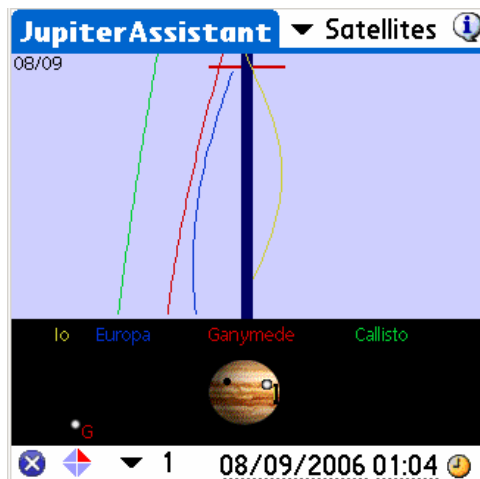 JupiterAssistant Satellites
08/09
Io Europa Ganymede Callisto
I
G
1 08/09/2006 01:04